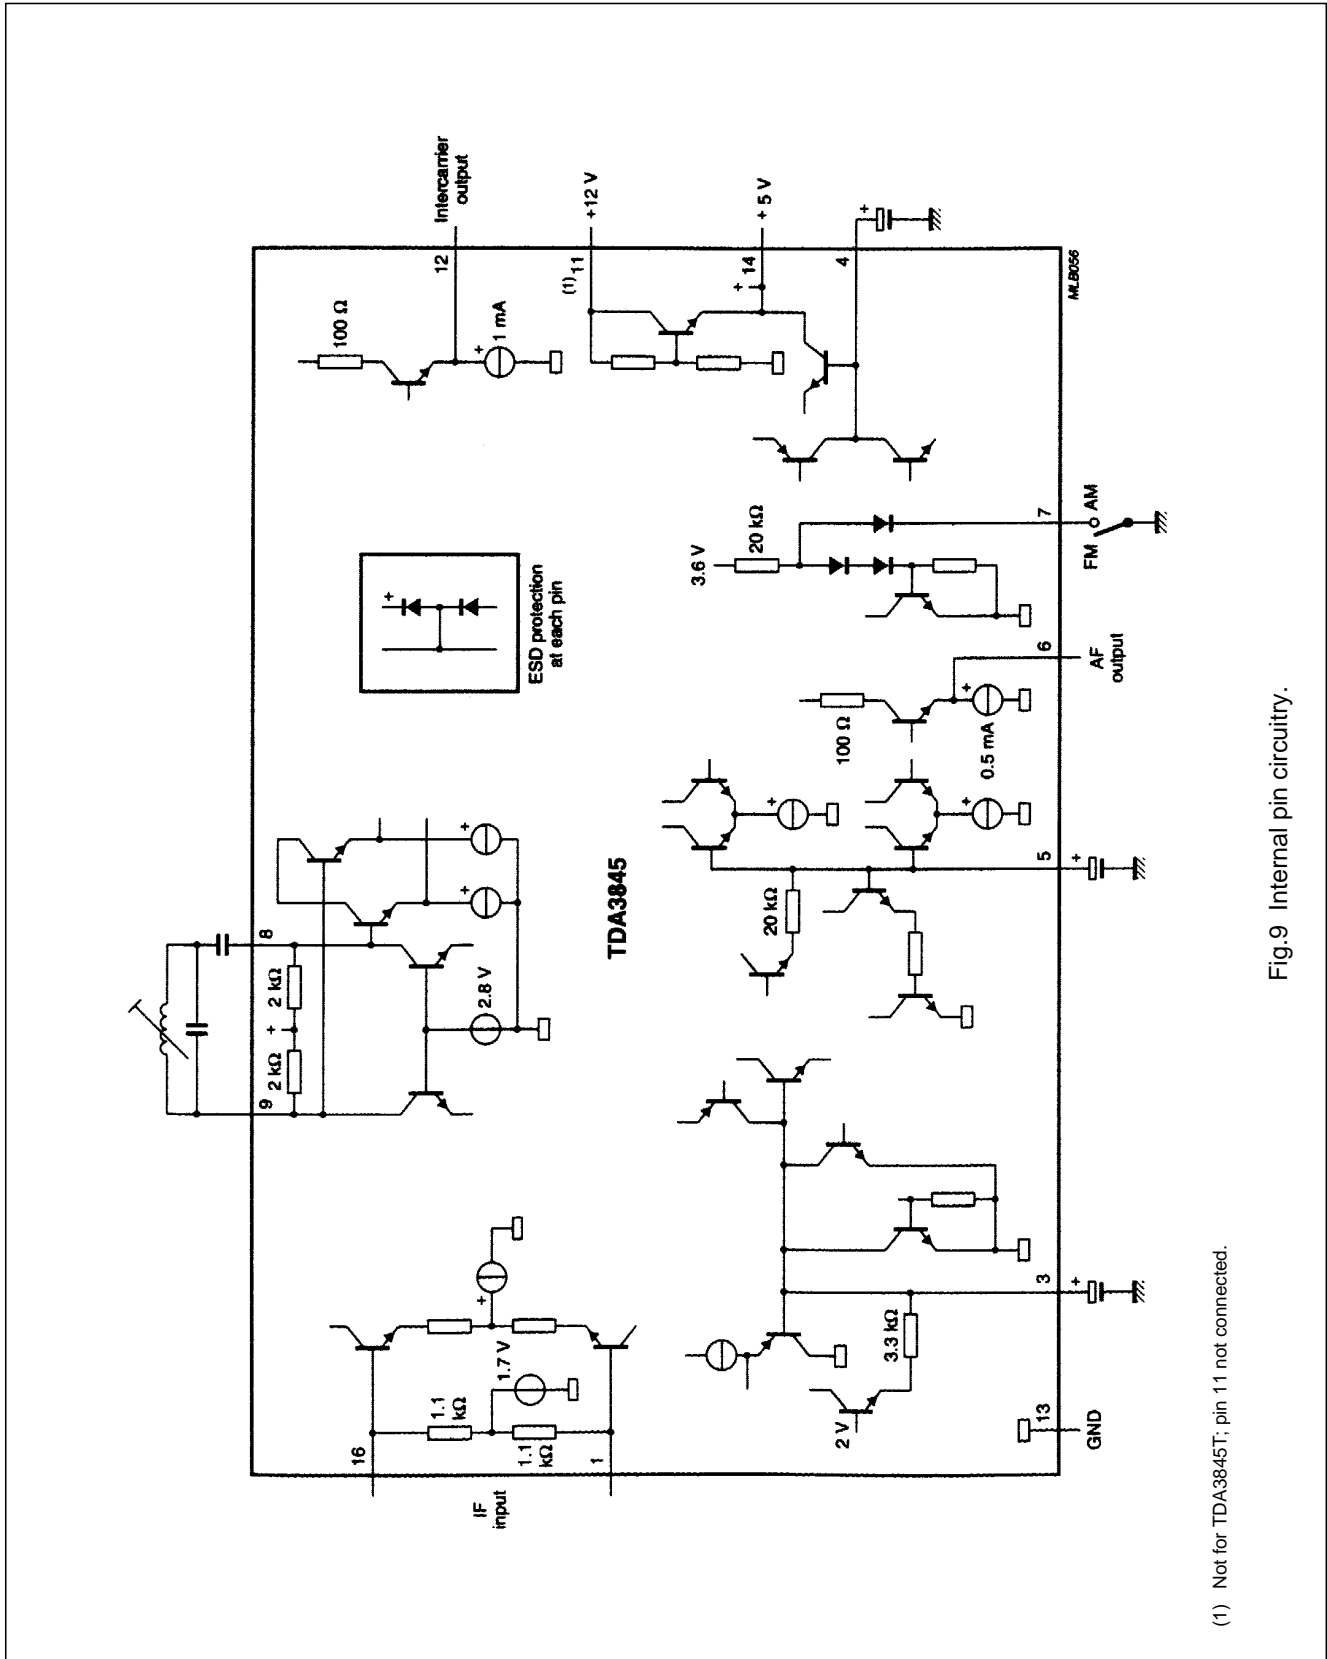 IF
input
16
1
1.1
kΩ
1.1
kΩ
1.7 V
9
8
2 kΩ
+
2 kΩ
2.8 V
+
+
+
ESD protection
at each pin
+
100 Ω
+
1 mA
12
Intercarrier
output
(1)
11
+12 V
+
14
+ 5 V
4
+
TDA3845
2 V
3.3 kΩ
13
GND
3
+
20 kΩ
+
+
5
+
100 Ω
+
0.5 mA
6
AF
output
3.6 V
20 kΩ
7
FM
AM
MLB056
(1) Not for TDA3845T; pin 11 not connected.
Fig.9 Internal pin circuitry.